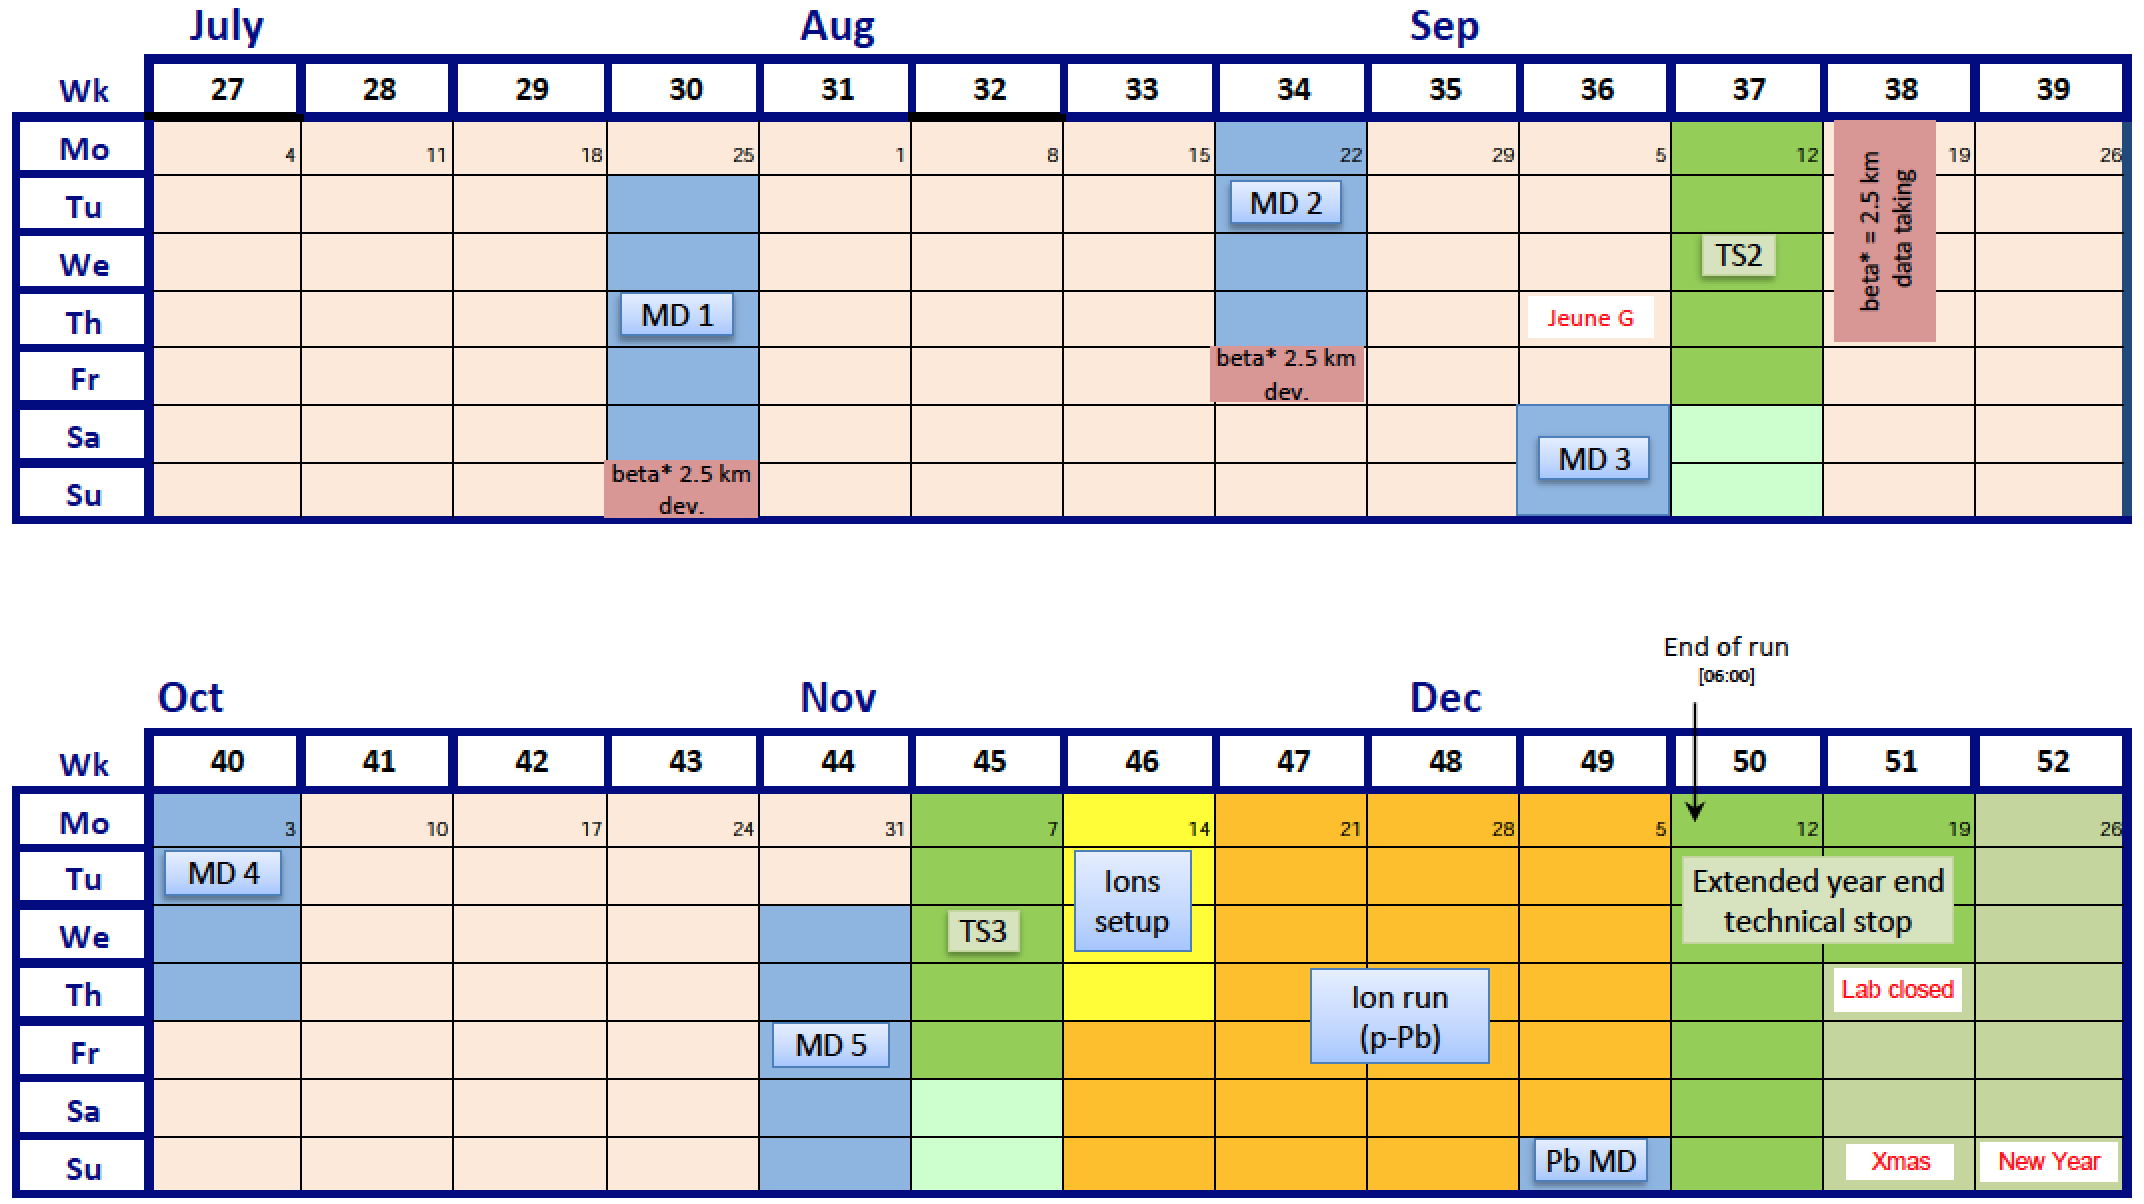 July Aug Sep
Wk 27 28 29 30 31 32 33 34 35 36 37 38 39
Mo 4 11 18 25 1 8 15 22 29 5 12 19 26
Tu MD 2
We TS2
Th MD 1 Jeune G
beta* = 2.5 km
data taking
Fr beta* 2.5 km
dev.
Sa MD 3
Su beta* 2.5 km
dev.
End of run
[06:00]
Oct Nov Dec
Wk 40 41 42 43 44 45 46 47 48 49 50 51 52
Mo 3 10 17 24 31 7 14 21 28 5 12 19 26
Tu MD 4
Ions
setup
Extended year end
technical stop
We TS3
Th Lab closed
Ion run
(p-Pb)
Fr MD 5
Sa
Su Pb MD Xmas New Year